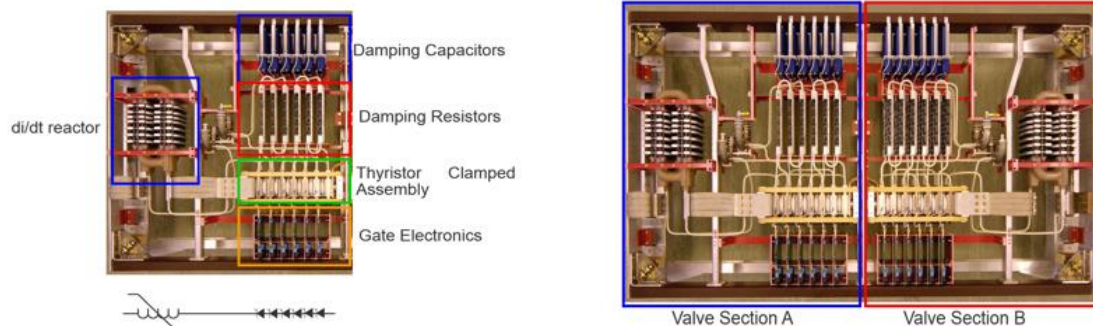 Damping Capacitors
di/dt reactor
Damping Resistors
Thyristor Clamped
Assembly
Gate Electronics
Valve Section A
Valve Section B